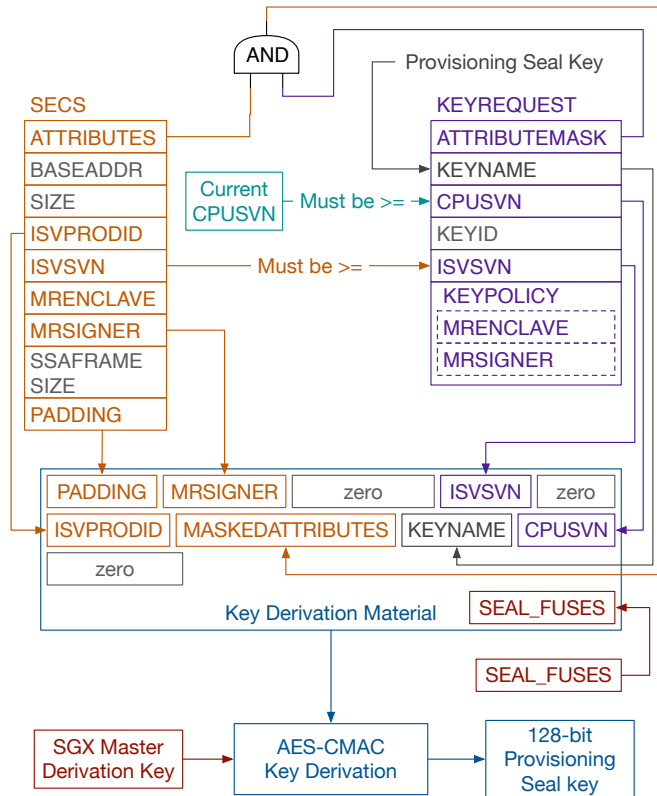 AND
Provisioning Seal Key
SECS
KEYREQUEST
ATTRIBUTES
ATTRIBUTEMASK
BASEADDR
KEYNAME
SIZE
Current
CPUSVN
Must be >=
CPUSVN
ISVPRODID
KEYID
ISVSVN
Must be >=
ISVSVN
MRENCLAVE
KEYPOLICY
MRENCLAVE
MRSIGNER
MRSIGNER
SSAFRAME
SIZE
PADDING
PADDING MRSIGNER zero ISVSVN zero
ISVPRODID MASKEDATTRIBUTES KEYNAME CPUSVN
zero
Key Derivation Material
SEAL_FUSES
SEAL_FUSES
SGX Master
Derivation Key
AES-CMAC
Key Derivation
128-bit
Provisioning
Seal key